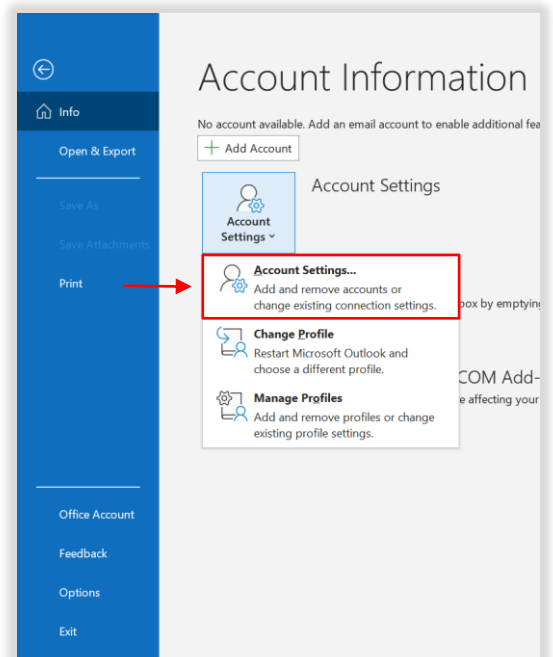 Account Information
Info
No account available. Add an email account to enable additional fea
Open & Export
Add Account
Account Settings
Save As
Account
Settings
Save Attachments
Account Settings...
Add and remove accounts or
change existing connection settings.
Print
box by emptying
Change Profile
Restart Microsoft Outlook and
choose a different profile.
COM Add-
Manage Profiles
e affecting your
Add and remove profiles or change
existing profile settings.
Office Account
Feedback
Options
Exit